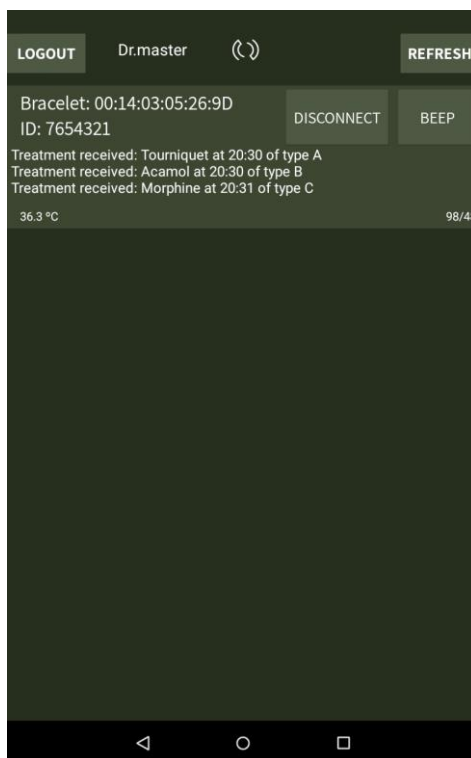 LOGOUT Dr.master REFRESH
Bracelet: 00:14:03:05:26:9D
ID: 7654321
DISCONNECT BEEP
Treatment received: Tourniquet at 20:30 of type A
Treatment received: Acamol at 20:30 of type B
Treatment received: Morphine at 20:31 of type C
36.3 ºC